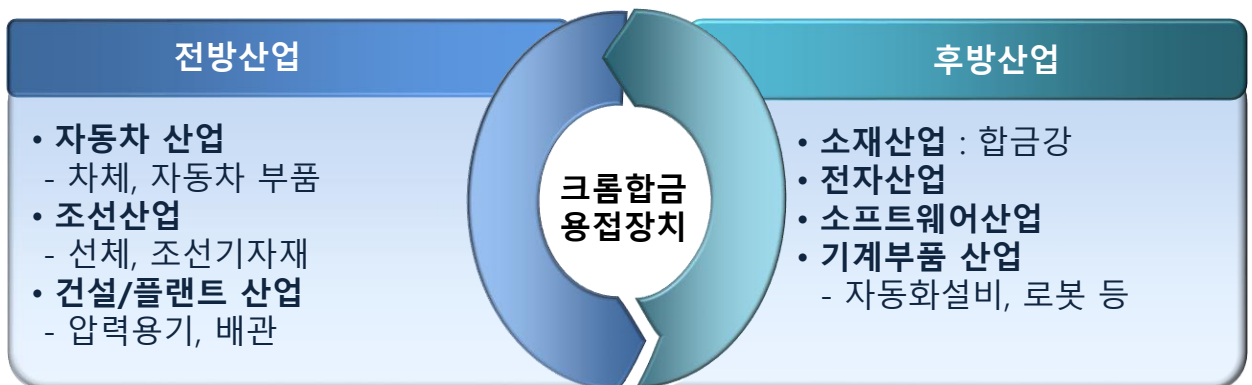 전방산업
• 자동차 산업
- 차체, 자동차 부품
• 조선산업
- 선체, 조선기자재
• 건설/플랜트 산업
- 압력용기, 배관
크롬합금
용접장치
후방산업
• 소재산업 : 합금강
• 전자산업
• 소프트웨어산업
• 기계부품 산업
- 자동화설비, 로봇 등